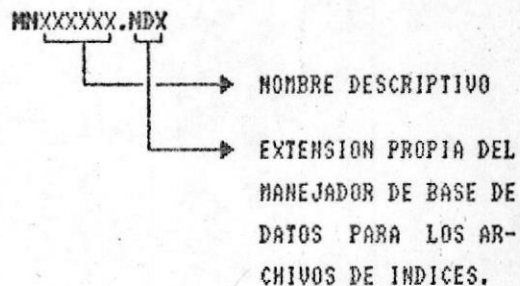 MNXXXXXX.NDX
NOMBRE DESCRIPTIVO
EXTENSION PROPIA DEL
MANEJADOR DE BASE DE
DATOS PARA LOS AR-
CHIVOS DE INDICES.